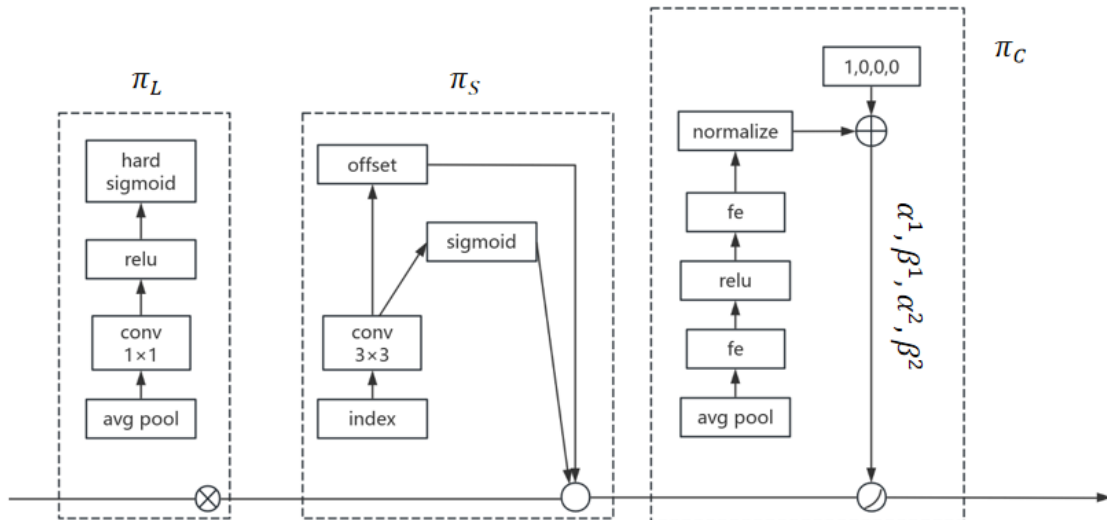 π_L
hard
sigmoid
relu
conv
1×1
avg pool
π_S
offset
sigmoid
conv
3×3
index
π_C
1,0,0,0
normalize
fe
relu
fe
avg pool
α¹, β¹, α², β²